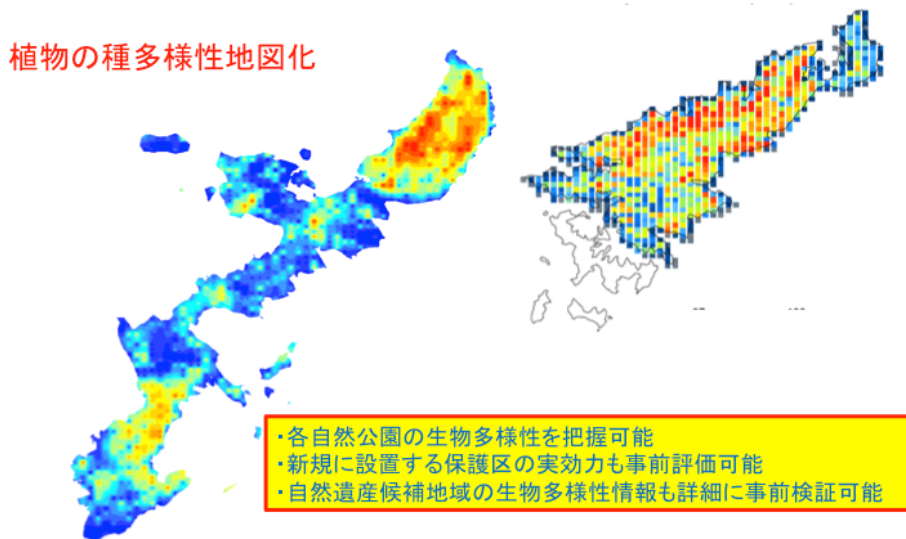 植物の種多様性地図化
・各自然公園の生物多様性を把握可能
・新規に設置する保護区の実効力も事前評価可能
・自然遺産候補地域の生物多様性情報も詳細に事前検証可能